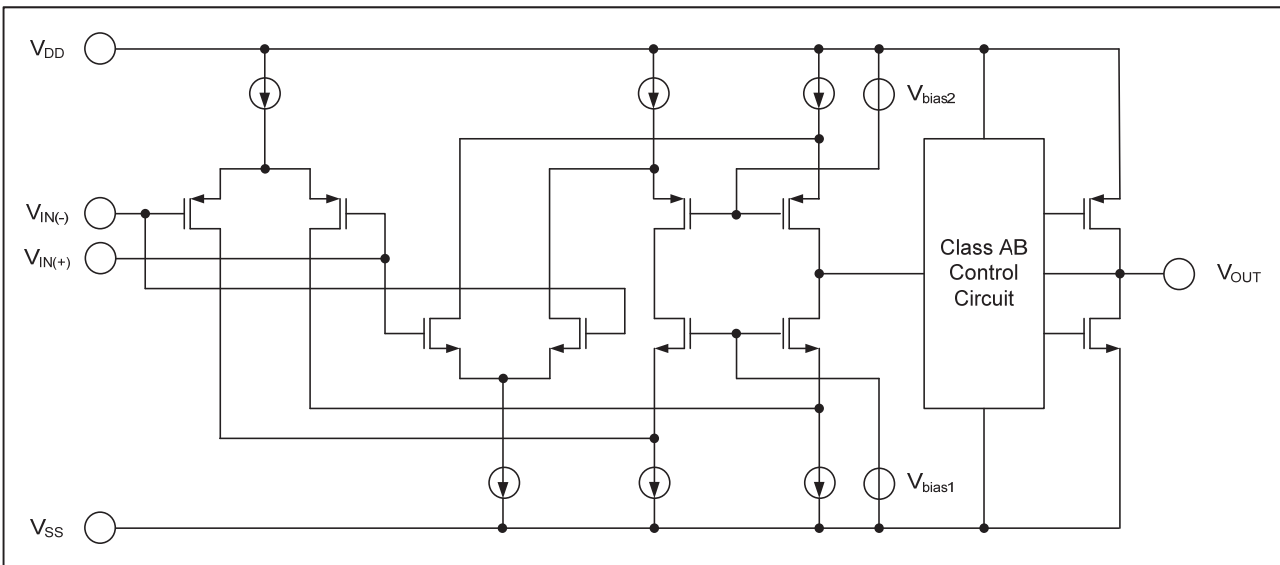 VDD
Vbias2
VIN(-)
VIN(+)
Class AB
Control
Circuit
VOUT
Vbias1
VSS